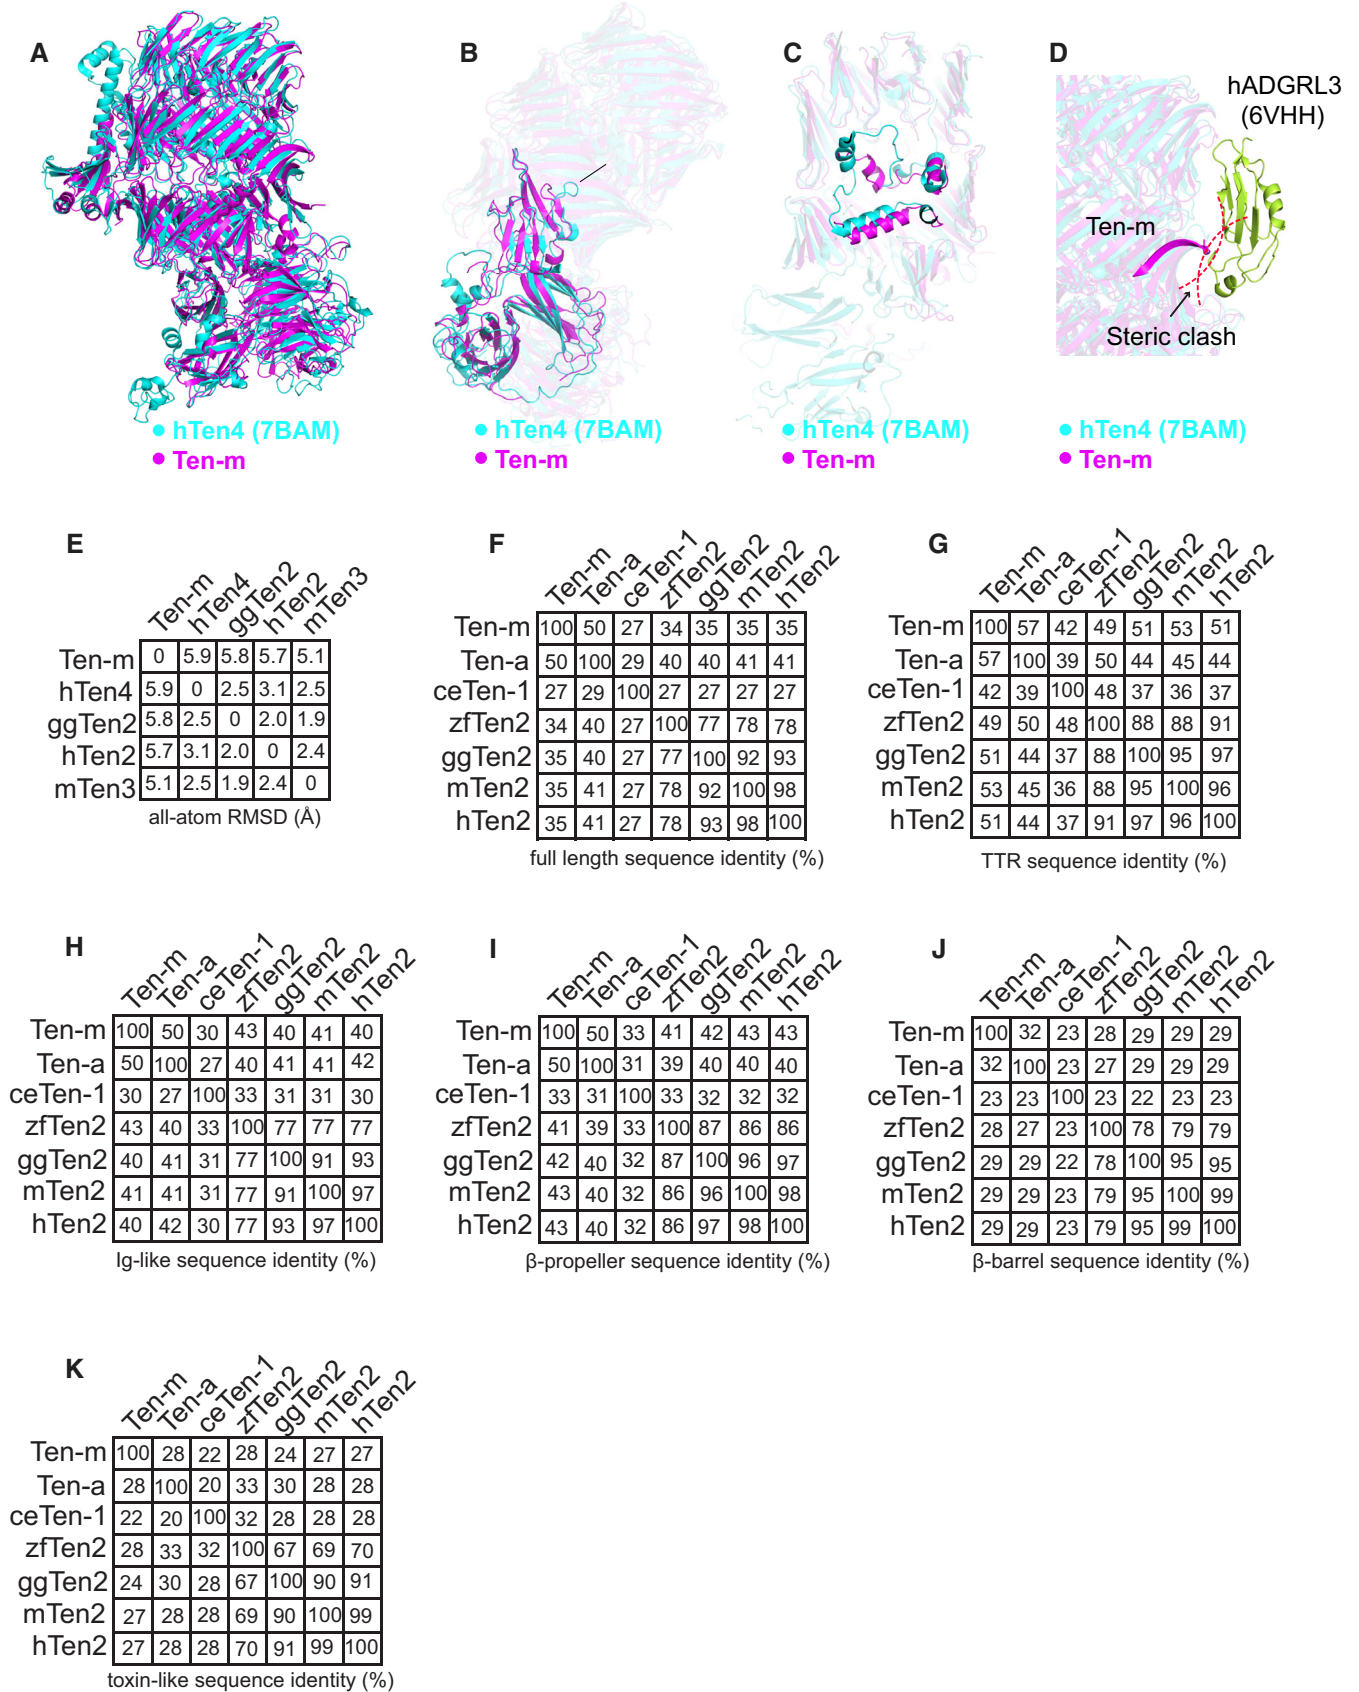 A
B
C
D
hADGRL3
(6VHH)
Ten-m
Steric clash
hTen4 (7BAM)
Ten-m
hTen4 (7BAM)
Ten-m
hTen4 (7BAM)
Ten-m
hTen4 (7BAM)
Ten-m
E
Ten-m hTen4 ggTen2 hTen2 mTen3
Ten-m 0 5.9 5.8 5.7 5.1
hTen4 5.9 0 2.5 3.1 2.5
ggTen2 5.8 2.5 0 2.0 1.9
hTen2 5.7 3.1 2.0 0 2.4
mTen3 5.1 2.5 1.9 2.4 0
all-atom RMSD (Å)
F
Ten-m Ten-a ceTen-1 zfTen2 ggTen2 mTen2 hTen2
Ten-m 100 50 27 34 35 35 35
Ten-a 50 100 29 40 40 41 41
ceTen-1 27 29 100 27 27 27 27
zfTen2 34 40 27 100 77 78 78
ggTen2 35 40 27 77 100 92 93
mTen2 35 41 27 78 92 100 98
hTen2 35 41 27 78 93 98 100
full length sequence identity (%)
G
Ten-m Ten-a ceTen-1 zfTen2 ggTen2 mTen2 hTen2
Ten-m 100 57 42 49 51 53 51
Ten-a 57 100 39 50 44 45 44
ceTen-1 42 39 100 48 37 36 37
zfTen2 49 50 48 100 88 88 91
ggTen2 51 44 37 88 100 95 97
mTen2 53 45 36 88 95 100 96
hTen2 51 44 37 91 97 96 100
TTR sequence identity (%)
H
Ten-m Ten-a ceTen-1 zfTen2 ggTen2 mTen2 hTen2
Ten-m 100 50 30 43 40 41 40
Ten-a 50 100 27 40 41 41 42
ceTen-1 30 27 100 33 31 31 30
zfTen2 43 40 33 100 77 77 77
ggTen2 40 41 31 77 100 91 93
mTen2 41 41 31 77 91 100 97
hTen2 40 42 30 77 93 97 100
Ig-like sequence identity (%)
I
Ten-m Ten-a ceTen-1 zfTen2 ggTen2 mTen2 hTen2
Ten-m 100 50 33 41 42 43 43
Ten-a 50 100 31 39 40 40 40
ceTen-1 33 31 100 33 32 32 32
zfTen2 41 39 33 100 87 86 86
ggTen2 42 40 32 87 100 96 97
mTen2 43 40 32 86 96 100 98
hTen2 43 40 32 86 97 98 100
β-propeller sequence identity (%)
J
Ten-m Ten-a ceTen-1 zfTen2 ggTen2 mTen2 hTen2
Ten-m 100 32 23 28 29 29 29
Ten-a 32 100 23 27 29 29 29
ceTen-1 23 23 100 23 22 23 23
zfTen2 28 27 23 100 78 79 79
ggTen2 29 29 22 78 100 95 95
mTen2 29 29 23 79 95 100 99
hTen2 29 29 23 79 95 99 100
β-barrel sequence identity (%)
K
Ten-m Ten-a ceTen-1 zfTen2 ggTen2 mTen2 hTen2
Ten-m 100 28 22 28 24 27 27
Ten-a 28 100 20 33 30 28 28
ceTen-1 22 20 100 32 28 28 28
zfTen2 28 33 32 100 67 69 70
ggTen2 24 30 28 67 100 90 91
mTen2 27 28 28 69 90 100 99
hTen2 27 28 28 70 91 99 100
toxin-like sequence identity (%)